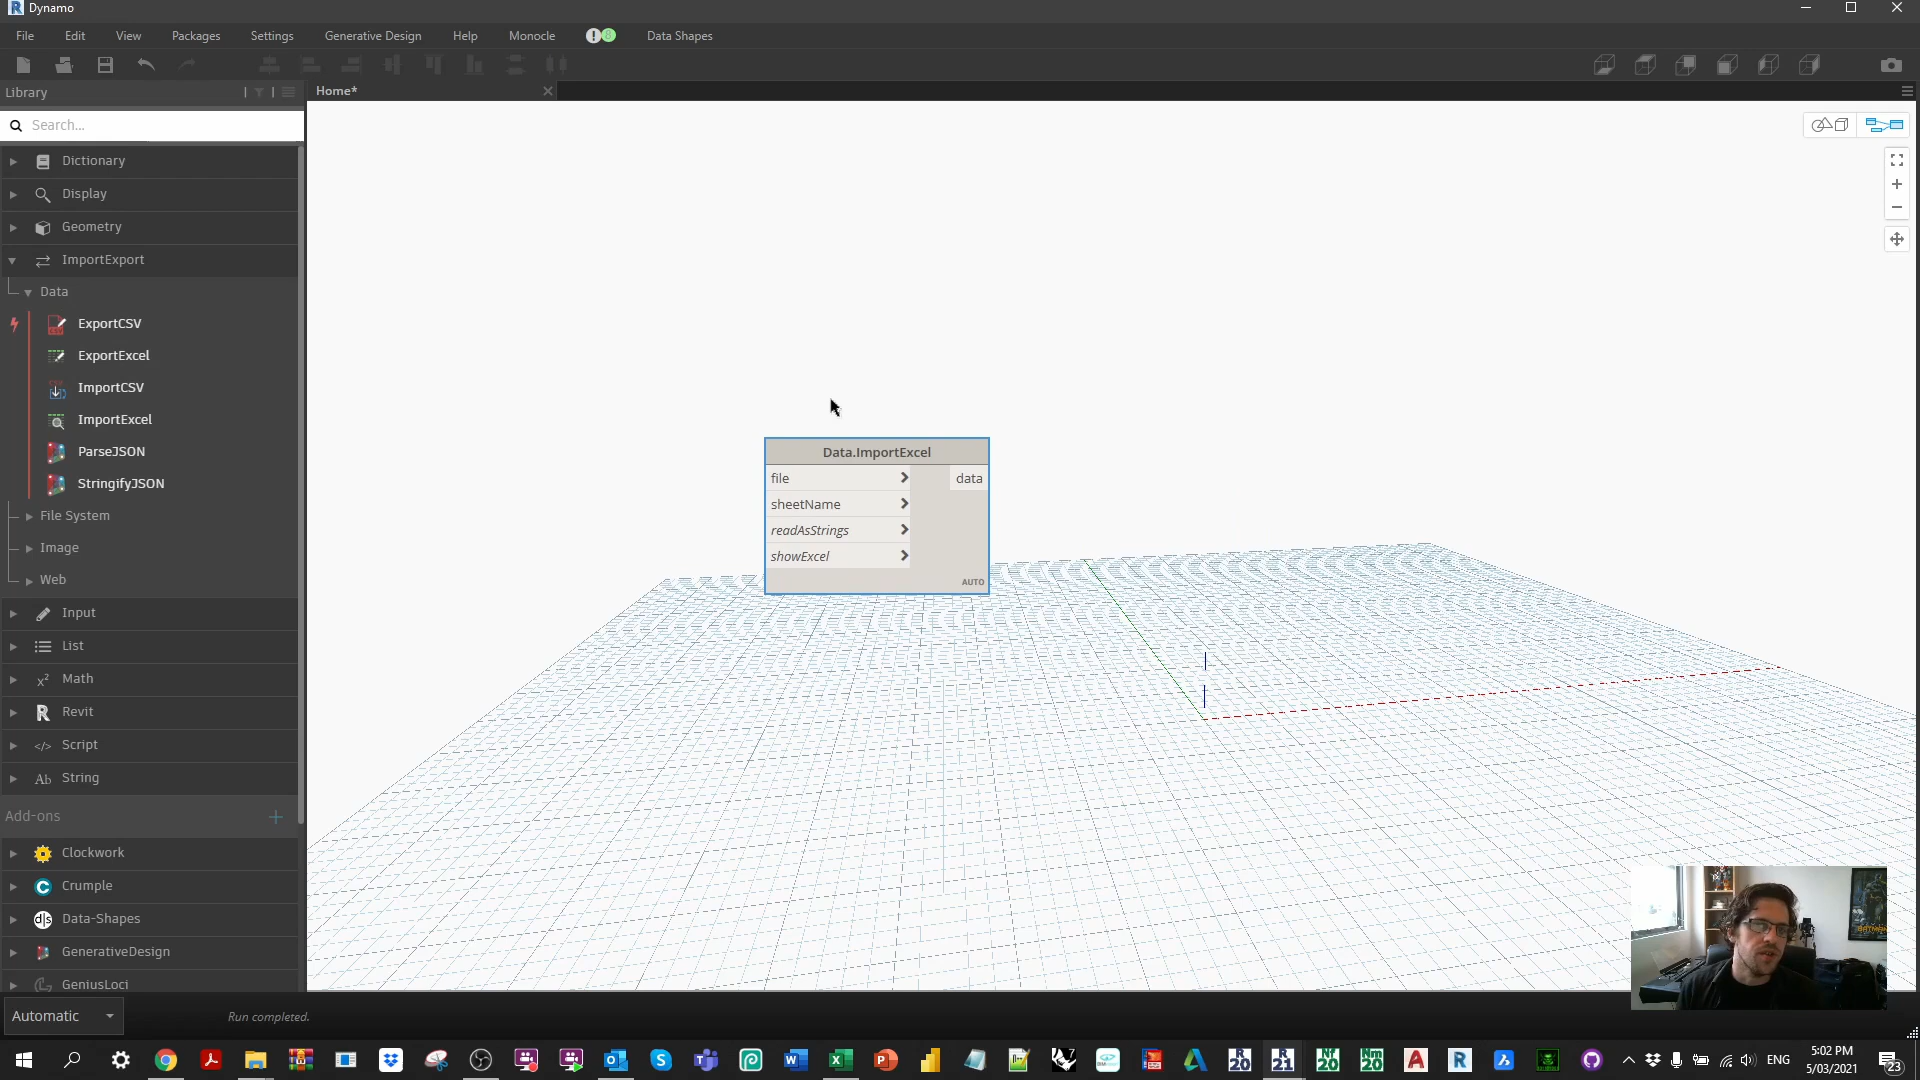 Dynamo
File Edit View Packages Settings Generative Design Help Monocle Data Shapes
Library
Home*
Search...
Dictionary
Display
Geometry
ImportExport
Data
ExportCSV
ExportExcel
ImportCSV
ImportExcel
ParseJSON
StringifyJSON
File System
Image
Web
Input
List
Math
Revit
Script
String
Add-ons
Clockwork
Crumple
Data-Shapes
GenerativeDesign
GeniusLoci
Data.ImportExcel
file data
sheetName
readAsStrings
showExcel
AUTO
Automatic
Run completed.
ENG
5:02 PM
5/03/2021
23